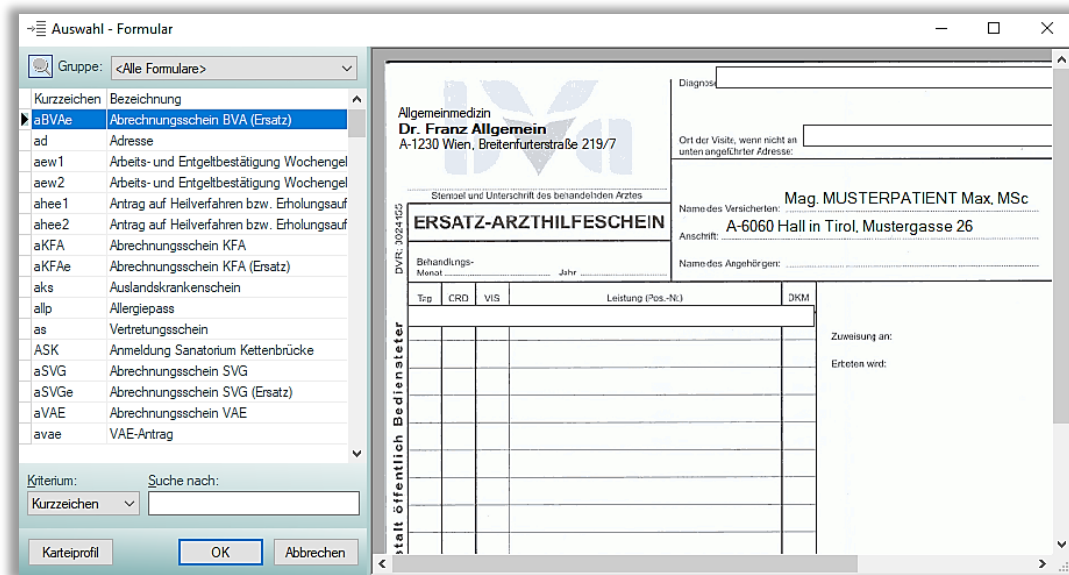 Auswahl - Formular
Gruppe: <Alle Formulare>
Kurzzeichen Bezeichnung
aBVAe Abrechnungsschein BVA (Ersatz)
ad Adresse
aew1 Arbeits- und Entgeltbestätigung Wochengel
aew2 Arbeits- und Entgeltbestätigung Wochengel
ahee1 Antrag auf Heilverfahren bzw. Erholungsauf
ahee2 Antrag auf Heilverfahren bzw. Erholungsauf
aKFA Abrechnungsschein KFA
aKFAe Abrechnungsschein KFA (Ersatz)
aks Auslandskrankenschein
allp Allergiepass
as Vertretungsschein
ASK Anmeldung Sanatorium Kettenbrücke
aSVG Abrechnungsschein SVG
aSVGe Abrechnungsschein SVG (Ersatz)
aVAE Abrechnungsschein VAE
avae VAE-Antrag
Kriterium: Suche nach:
Kurzzeichen
Karteiprofil OK Abbrechen
bva
Allgemeinmedizin
Dr. Franz Allgemein
A-1230 Wien, Breitenfurterstraße 219/7
Stempel und Unterschrift des behandelnden Arztes
DVR: 0024165
ERSATZ-ARZTHILFESCHEIN
Behandlungs-
Monat Jahr
Diagnose
Ort der Visite, wenn nicht an
unten angeführter Adresse:
Name des Versicherten: Mag. MUSTERPATIENT Max, MSc
Anschrift: A-6060 Hall in Tirol, Mustergasse 26
Name des Angehörigen:
Tag CRD VIS Leistung (Pos.-Nr.) DKM
Zuweisung an:
Erbeten wird:
stalt öffentlich Bediensteter